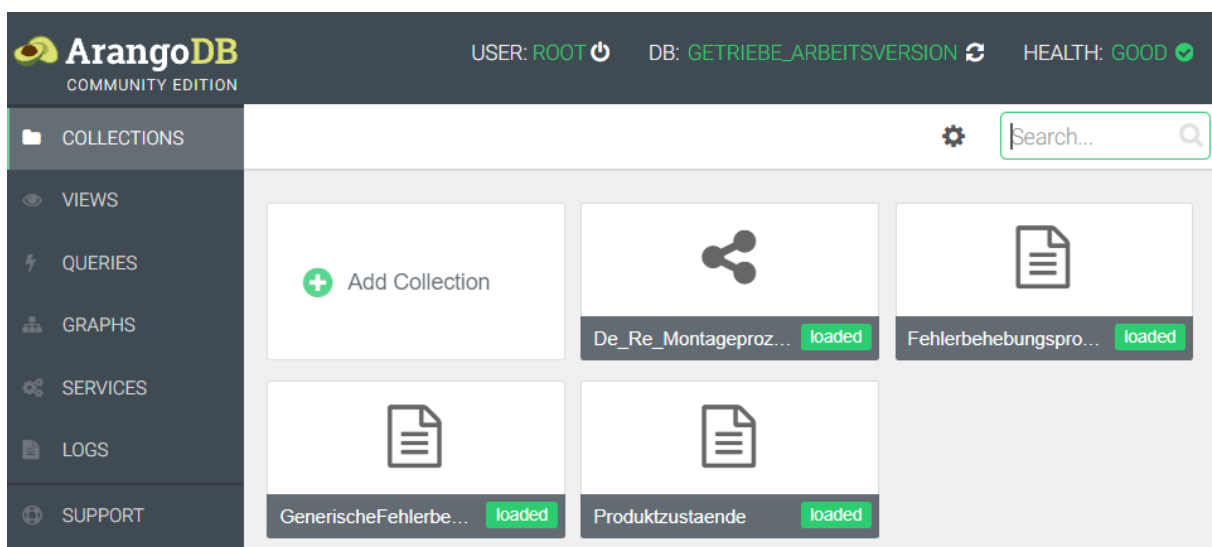 ArangoDB
COMMUNITY EDITION
USER: ROOT
DB: GETRIEBE_ARBEITSVERSION
HEALTH: GOOD
COLLECTIONS
Search...
VIEWS
QUERIES
GRAPHS
SERVICES
LOGS
SUPPORT
Add Collection
De_Re_Montageproz... loaded
Fehlerbehebungspro... loaded
GenerischeFehlerbe... loaded
Produktzustaende loaded